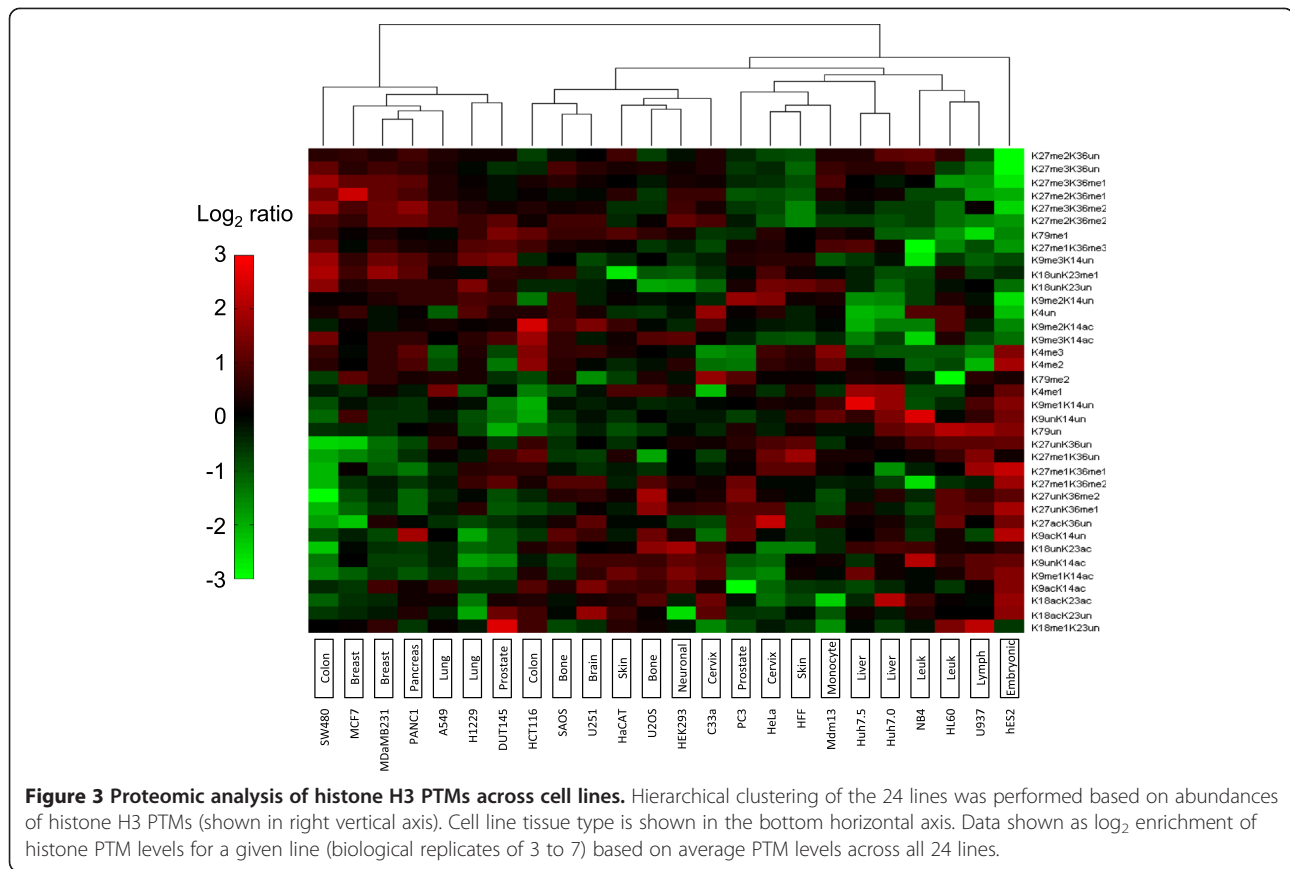 K27me2K36un
K27me3K36un
K27me3K36me1
K27me2K36me1
K27me3K36me2
K27me2K36me2
K79me1
K27me1K36me3
K9me3K14un
K18unK23me1
K18unK23un
K9me2K14un
K4un
K9me2K14ac
K9me3K14ac
K4me3
K4me2
K79me2
K4me1
K9me1K14un
K9unK14un
K79un
K27unK36un
K27me1K36un
K27me1K36me1
K27me1K36me2
K27unK36me2
K27unK36me1
K27acK36un
K9acK14un
K18unK23ac
K9unK14ac
K9me1K14ac
K9acK14ac
K18acK23ac
K18acK23un
K18me1K23un
Log2 ratio
3
2
1
0
-1
-2
-3
Colon
Breast
Breast
Pancreas
Lung
Lung
Prostate
Colon
Bone
Brain
Skin
Bone
Neuronal
Cervix
Prostate
Cervix
Skin
Monocyte
Liver
Liver
Leuk
Leuk
Lymph
Embryonic
SW480
MCF7
MDaMB231
PANC1
A549
H1229
DUT145
HCT116
SAOS
U251
HaCAT
U2OS
HEK293
C33a
PC3
HeLa
HFF
Mdm13
Huh7.5
Huh7.0
NB4
HL60
U937
hES2
Figure 3 Proteomic analysis of histone H3 PTMs across cell lines. Hierarchical clustering of the 24 lines was performed based on abundances
of histone H3 PTMs (shown in right vertical axis). Cell line tissue type is shown in the bottom horizontal axis. Data shown as log2 enrichment of
histone PTM levels for a given line (biological replicates of 3 to 7) based on average PTM levels across all 24 lines.